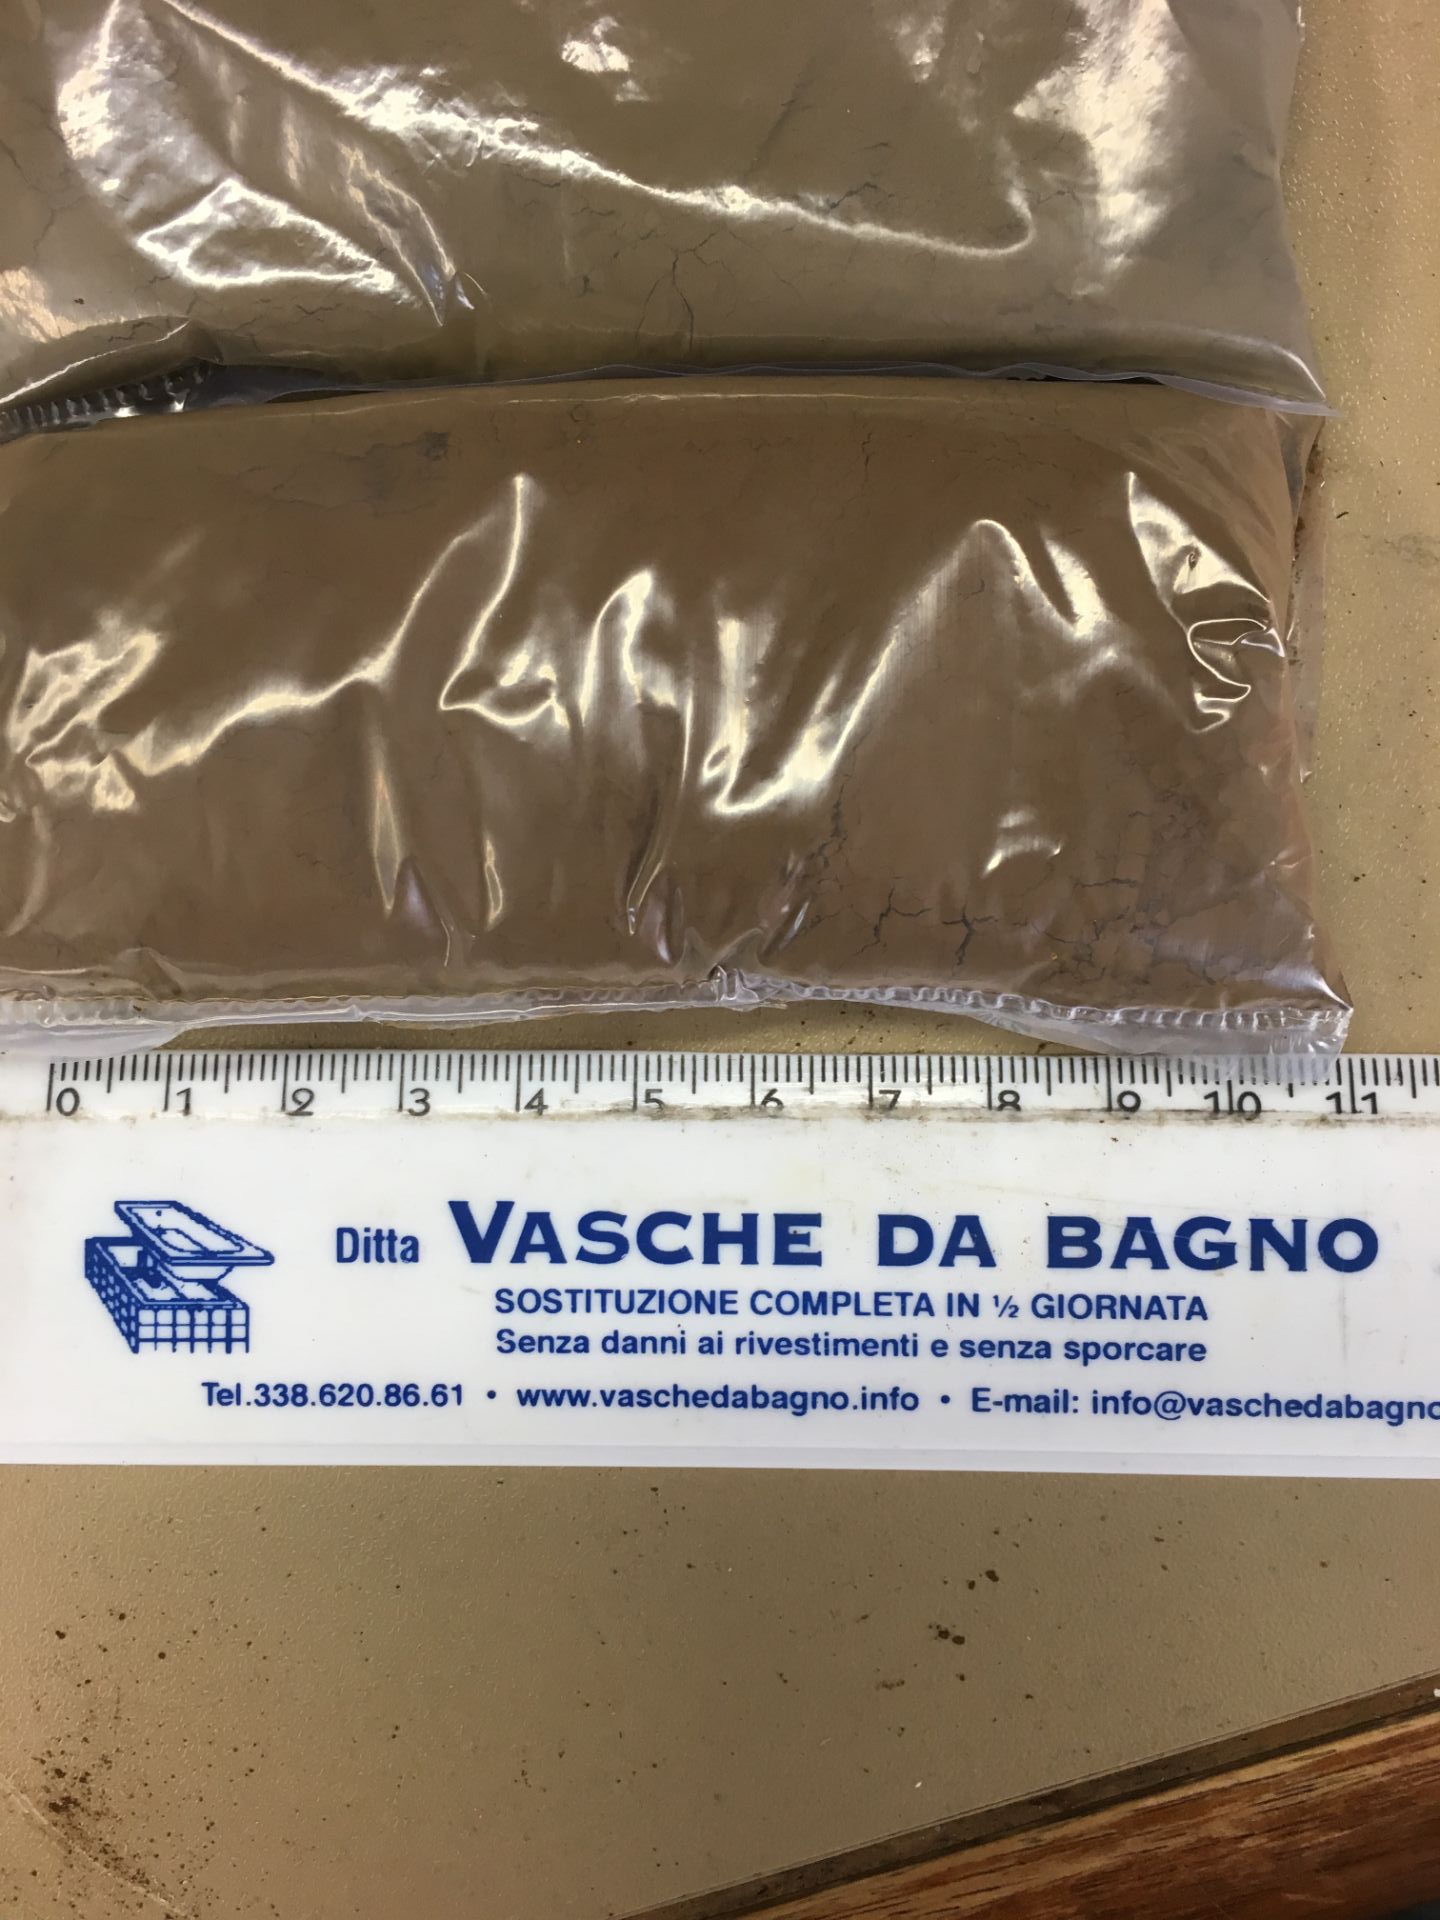 0 1 2 3 4 5 6 7 8 9 10 11
Ditta VASCHE DA BAGNO
SOSTITUZIONE COMPLETA IN ½ GIORNATA
Senza danni ai rivestimenti e senza sporcare
Tel.338.620.86.61 • www.vaschedabagno.info • E-mail: info@vaschedabagno